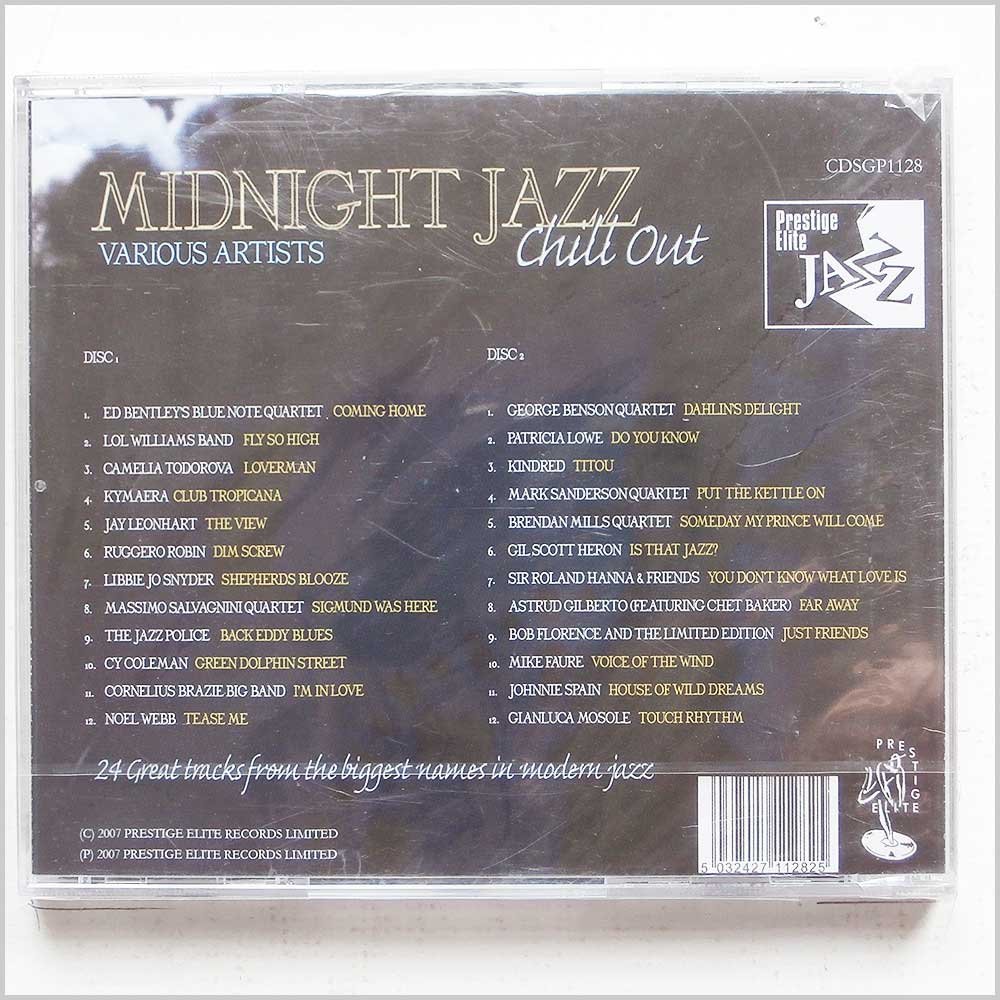 CDSGP1128
MIDNIGHT JAZZ
VARIOUS ARTISTS
Chill Out
Prestige
Elite
JAZZ
DISC 1
1. ED BENTLEY'S BLUE NOTE QUARTET . COMING HOME
2. LOL WILLIAMS BAND FLY SO HIGH
3. CAMELIA TODOROVA LOVERMAN
4. KYMAERA CLUB TROPICANA
5. JAY LEONHART THE VIEW
6. RUGGERO ROBIN DIM SCREW
7. LIBBIE JO SNYDER SHEPHERDS BLOOZE
8. MASSIMO SALVAGNINI QUARTET SIGMUND WAS HERE
9. THE JAZZ POLICE BACK EDDY BLUES
10. CY COLEMAN GREEN DOLPHIN STREET
11. CORNELIUS BRAZIE BIG BAND I'M IN LOVE
12. NOEL WEBB TEASE ME
DISC 2
1. GEORGE BENSON QUARTET DAHLIN'S DELIGHT
2. PATRICIA LOWE DO YOU KNOW
3. KINDRED TITOU
4. MARK SANDERSON QUARTET PUT THE KETTLE ON
5. BRENDAN MILLS QUARTET SOMEDAY MY PRINCE WILL COME
6. GIL SCOTT HERON IS THAT JAZZ?
7. SIR ROLAND HANNA & FRIENDS YOU DON'T KNOW WHAT LOVE IS
8. ASTRUD GILBERTO (FEATURING CHET BAKER) FAR AWAY
9. BOB FLORENCE AND THE LIMITED EDITION JUST FRIENDS
10. MIKE FAURE VOICE OF THE WIND
11. JOHNNIE SPAIN HOUSE OF WILD DREAMS
12. GIANLUCA MOSOLE TOUCH RHYTHM
24 Great tracks from the biggest names in modern jazz
(C) 2007 PRESTIGE ELITE RECORDS LIMITED
(P) 2007 PRESTIGE ELITE RECORDS LIMITED
5 032427 112825
PRESTIGE
ELITE